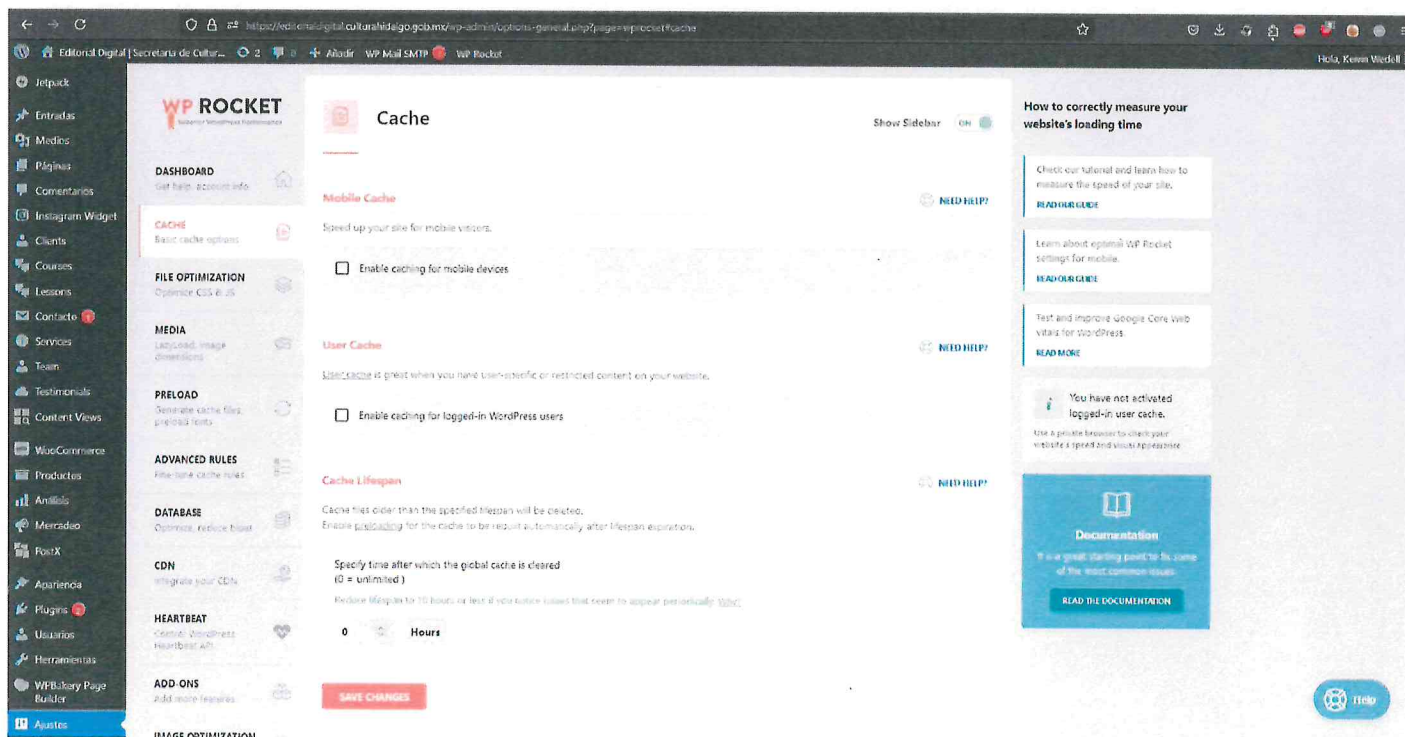 https://editorialdigital.culturahidalgo.gob.mx/wp-admin/options-general.php?page=wprocket#cache
Editorial Digital | Secretaría de Cultur... 2 Añadir WP Mail SMTP WP Rocket
Hola, Kevin Wedell
Jetpack
Entradas
Medios
Páginas
Comentarios
Instagram Widget
Clients
Courses
Lessons
Contacto 1
Services
Team
Testimonials
Content Views
WooCommerce
Productos
Análisis
Mercadeo
PostX
Apariencia
Plugins 2
Usuarios
Herramientas
WPBakery Page
Builder
Ajustes
WP ROCKET
Superior WordPress Performance
DASHBOARD
Get help, account info
CACHE
Basic cache options
FILE OPTIMIZATION
Optimize CSS & JS
MEDIA
LazyLoad, image
dimensions
PRELOAD
Generate cache files,
preload fonts
ADVANCED RULES
Fine-tune cache rules
DATABASE
Optimize, reduce bloat
CDN
Integrate your CDN
HEARTBEAT
Control WordPress
Heartbeat API
ADD-ONS
Add more features
IMAGE OPTIMIZATION
Cache
Show Sidebar ON
Mobile Cache
NEED HELP?
Speed up your site for mobile visitors.
Enable caching for mobile devices
User Cache
NEED HELP?
User cache is great when you have user-specific or restricted content on your website.
Enable caching for logged-in WordPress users
Cache Lifespan
NEED HELP?
Cache files older than the specified lifespan will be deleted.
Enable preloading for the cache to be rebuilt automatically after lifespan expiration.
Specify time after which the global cache is cleared
(0 = unlimited )
Reduce lifespan to 10 hours or less if you notice issues that seem to appear periodically. Why?
0 Hours
SAVE CHANGES
How to correctly measure your
website's loading time
Check our tutorial and learn how to
measure the speed of your site.
READ OUR GUIDE
Learn about optimal WP Rocket
settings for mobile.
READ OUR GUIDE
Test and improve Google Core Web
Vitals for WordPress.
READ MORE
You have not activated
logged-in user cache.
Use a private browser to check your
website's speed and visual appearance
Documentation
It is a great starting point to fix some
of the most common issues.
READ THE DOCUMENTATION
Help